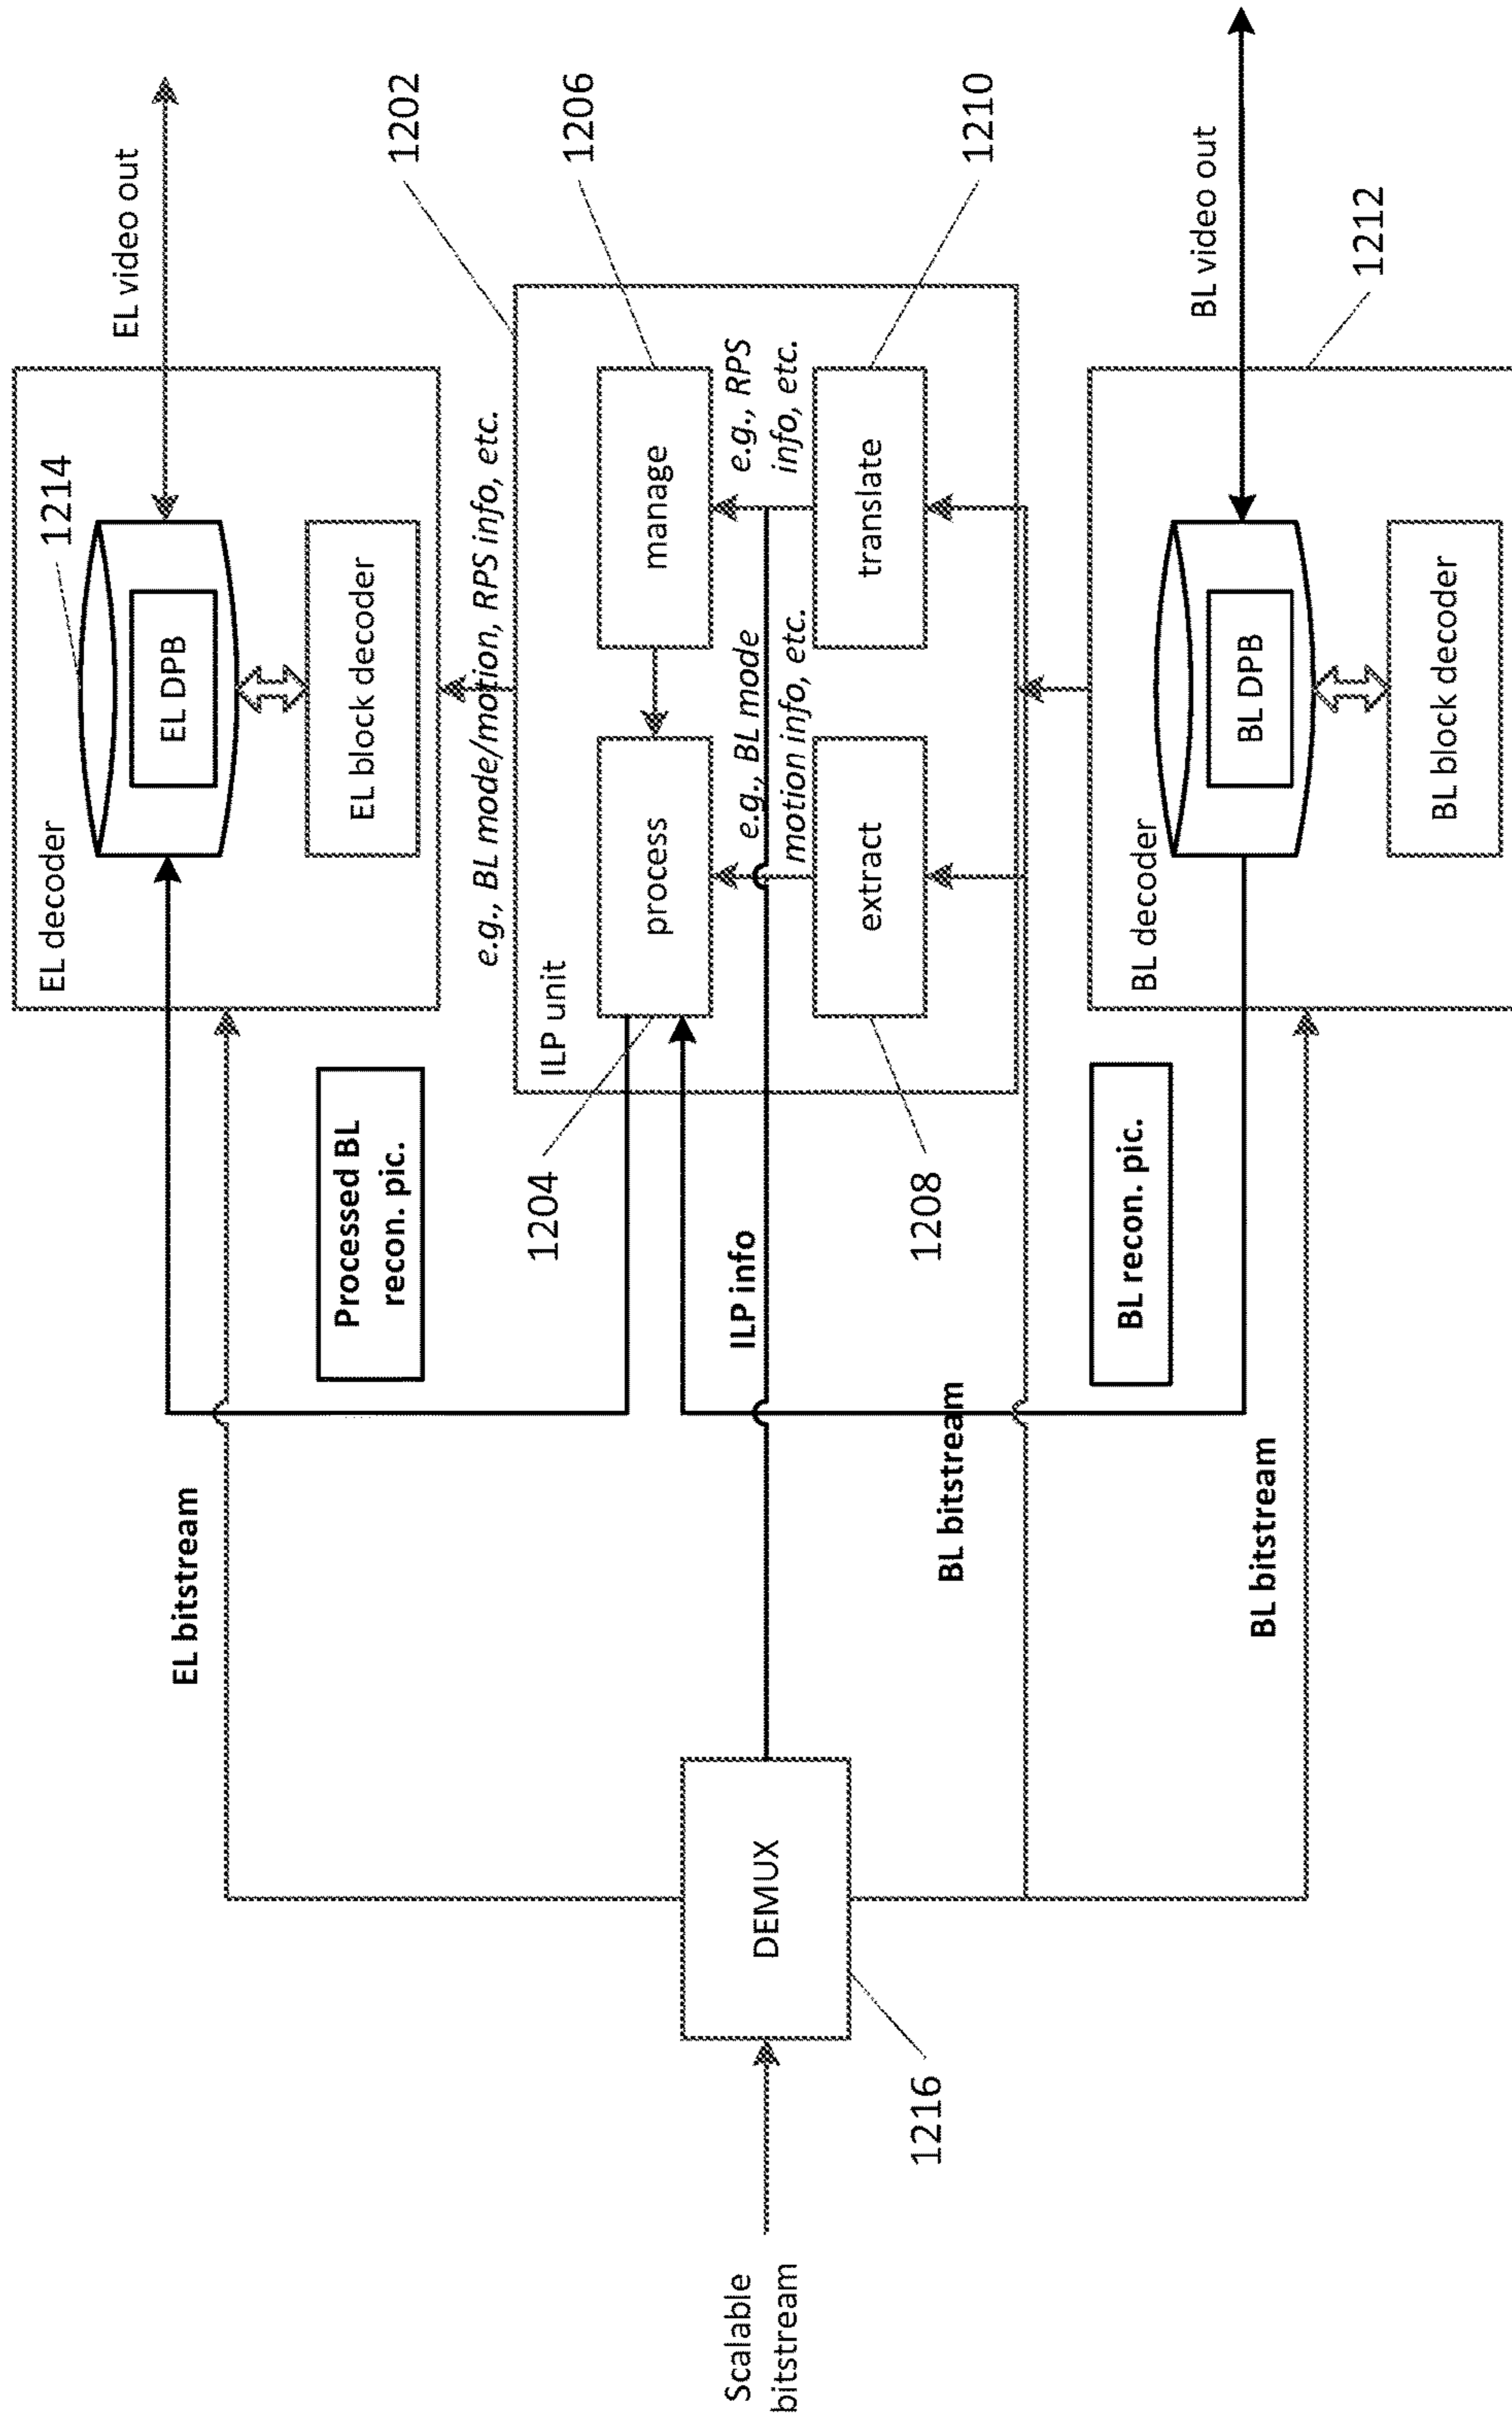 Scalable
bitstream
DEMUX
1216
EL bitstream
ILP info
BL bitstream
BL bitstream
Processed BL
recon. pic.
BL recon. pic.
EL decoder
1214
EL DPB
EL block decoder
EL video out
e.g., BL mode/motion, RPS info, etc.
ILP unit
1202
process
1204
manage
1206
e.g., BL mode
motion info, etc.
e.g., RPS
info, etc.
extract
1208
translate
1210
BL decoder
1212
BL DPB
BL block decoder
BL video out